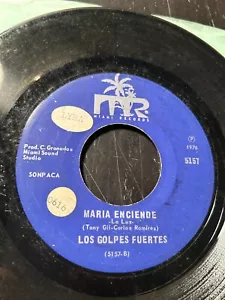 MR
MIAMI RECORDS
Prod. C. Granados
Miami Sound
Studio
SONPACA
Ⓟ
1976
5157
0616
MARIA ENCIENDE
-La Luz-
(Tony Gil-Carlos Ramirez)
LOS GOLPES FUERTES
(5157-B)